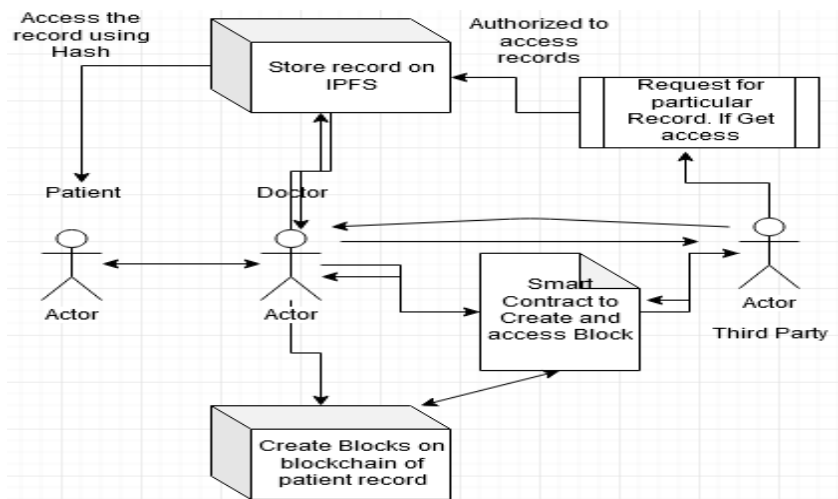 Access the
record using
Hash
Store record on
IPFS
Authorized to
access
records
Request for
particular
Record. If Get
access
Patient
Doctor
Actor
Actor
Smart
Contract to
Create and
access Block
Actor
Third Party
Create Blocks on
blockchain of
patient record